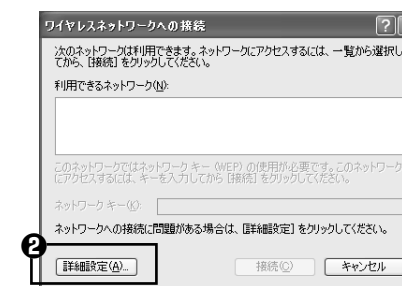 ワイヤレスネットワークへの接続
次のネットワークは利用できます。ネットワークにアクセスするには、一覧から選択し
てから、[接続] をクリックしてください。
利用できるネットワーク(N):
このネットワークではネットワーク キー (WEP) の使用が必要です。このネットワーク
にアクセスするには、キーを入力してから [接続] をクリックしてください。
ネットワーク キー(K):
ネットワークへの接続に問題がある場合は、[詳細設定] をクリックしてください。
2
詳細設定(A)... 接続(C) キャンセル